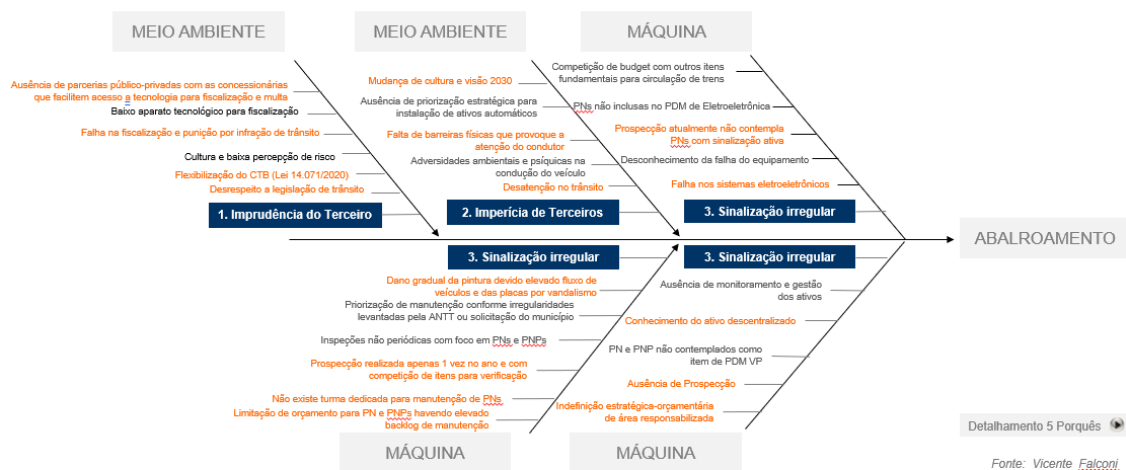 MEIO AMBIENTE
Ausência de parcerias público-privadas com as concessionárias
que facilitem acesso a tecnologia para fiscalização e multa
Baixo aparato tecnológico para fiscalização
Falha na fiscalização e punição por infração de trânsito
Cultura e baixa percepção de risco
Flexibilização do CTB (Lei 14.071/2020)
Desrespeito a legislação de trânsito
1. Imprudência do Terceiro
MEIO AMBIENTE
Mudança de cultura e visão 2030
Ausência de priorização estratégica para
instalação de ativos automáticos
Falta de barreiras físicas que provoque a
atenção do condutor
Adversidades ambientais e psíquicas na
condução do veículo
Desatenção no trânsito
2. Imperícia de Terceiros
MÁQUINA
Competição de budget com outros itens
fundamentais para circulação de trens
PNs não inclusas no PDM de Eletroeletrônica
Prospecção atualmente não contempla
PNs com sinalização ativa
Desconhecimento da falha do equipamento
Falha nos sistemas eletroeletrônicos
3. Sinalização irregular
ABALROAMENTO
3. Sinalização irregular
Dano gradual da pintura devido elevado fluxo de
veículos e das placas por vandalismo
Priorização de manutenção conforme irregularidades
levantadas pela ANTT ou solicitação do município
Inspeções não periódicas com foco em PNs e PNPs
Prospecção realizada apenas 1 vez no ano e com
competição de itens para verificação
Não existe turma dedicada para manutenção de PNs
Limitação de orçamento para PN e PNPs havendo elevado
backlog de manutenção
MÁQUINA
3. Sinalização irregular
Ausência de monitoramento e gestão
dos ativos
Conhecimento do ativo descentralizado
PN e PNP não contemplados como
item de PDM VP
Ausência de Prospecção
Indefinição estratégica-orçamentária
de área responsabilizada
MÁQUINA
Detalhamento 5 Porquês
Fonte: Vicente Falconi